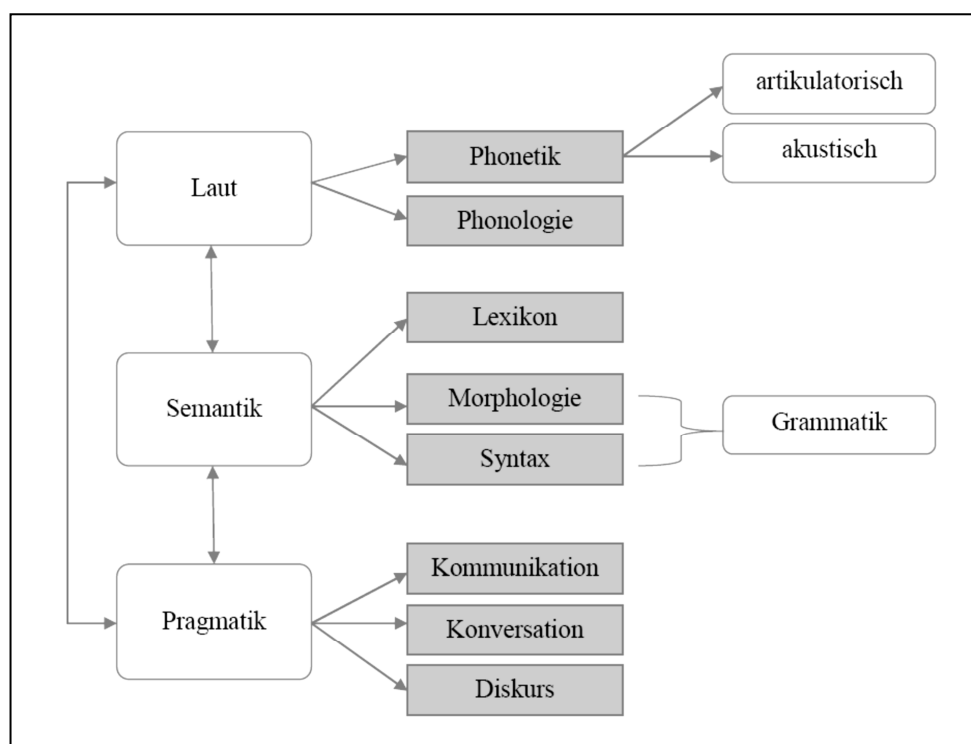 artikulatorisch
akustisch
Phonetik
Laut
Phonologie
Lexikon
Semantik
Morphologie
Grammatik
Syntax
Kommunikation
Pragmatik
Konversation
Diskurs